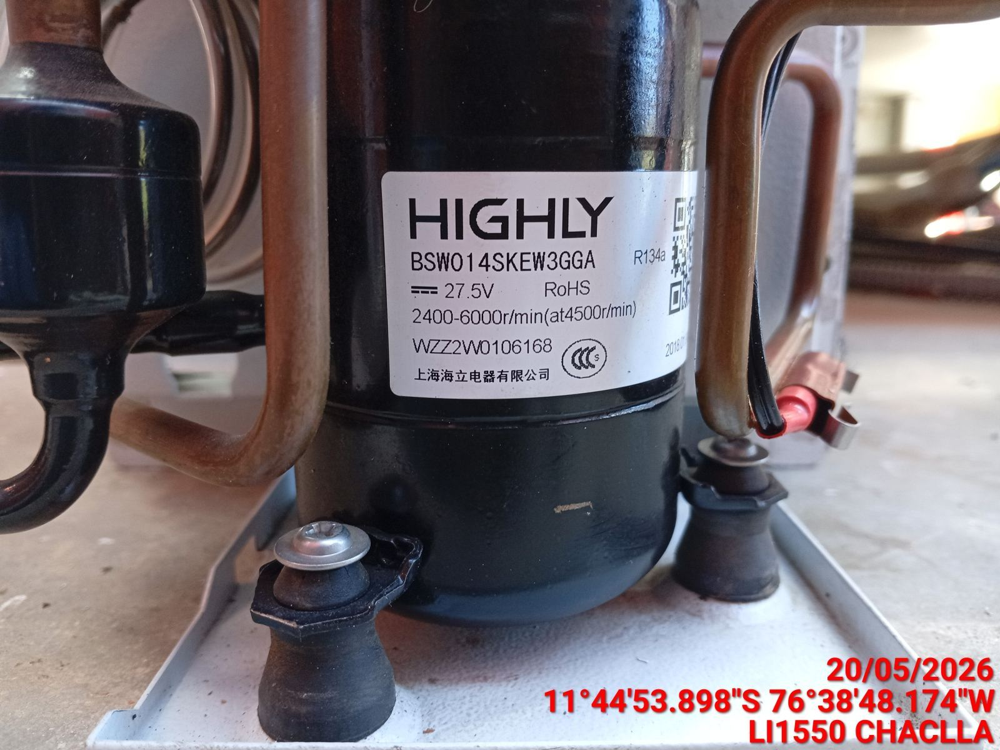 HIGHLY
BSW014SKEW3GGA R134a
27.5V RoHS
2400-6000r/min(at4500r/min)
WZZ2W0106168
CCC S
上海海立电器有限公司
20/05/2026
11°44'53.898"S 76°38'48.174"W
LI1550 CHACLLA